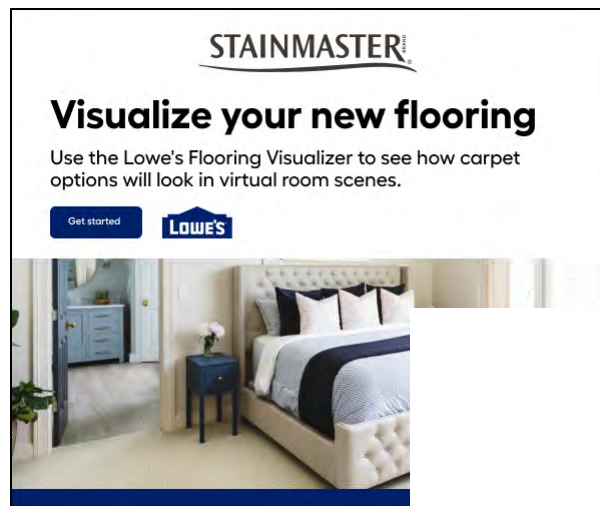 STAINMASTER BRAND
Visualize your new flooring
Use the Lowe's Flooring Visualizer to see how carpet
options will look in virtual room scenes.
Get started
LOWE'S